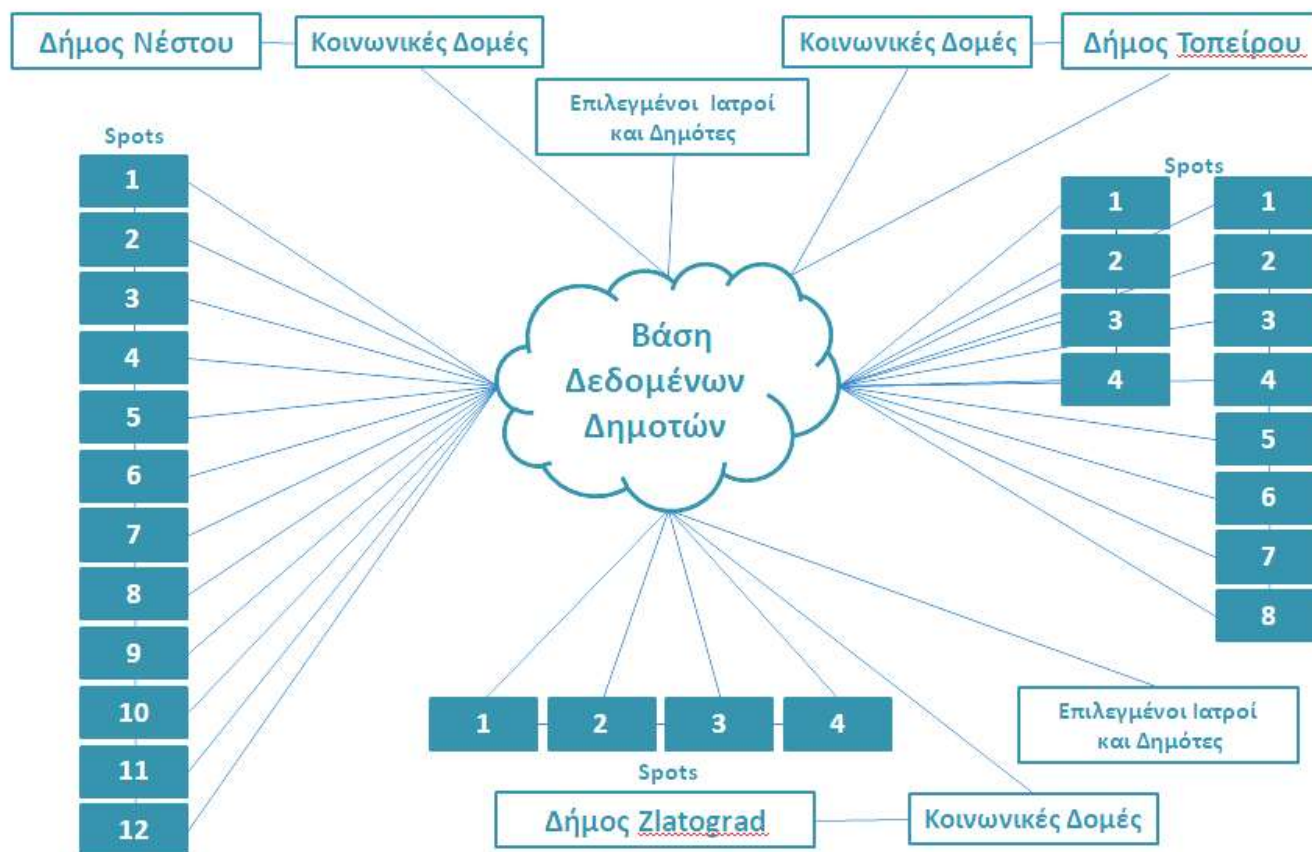 Δήμος Νέστου
Κοινωνικές Δομές
Κοινωνικές Δομές
Δήμος Τοπείρου
Επιλεγμένοι Ιατροί
και Δημότες
Spots
1
2
3
4
5
6
7
8
9
10
11
12
Spots
1
2
3
4
1
2
3
4
5
6
7
8
Βάση
Δεδομένων
Δημοτών
1
2
3
4
Spots
Επιλεγμένοι Ιατροί
και Δημότες
Δήμος Zlatograd
Κοινωνικές Δομές